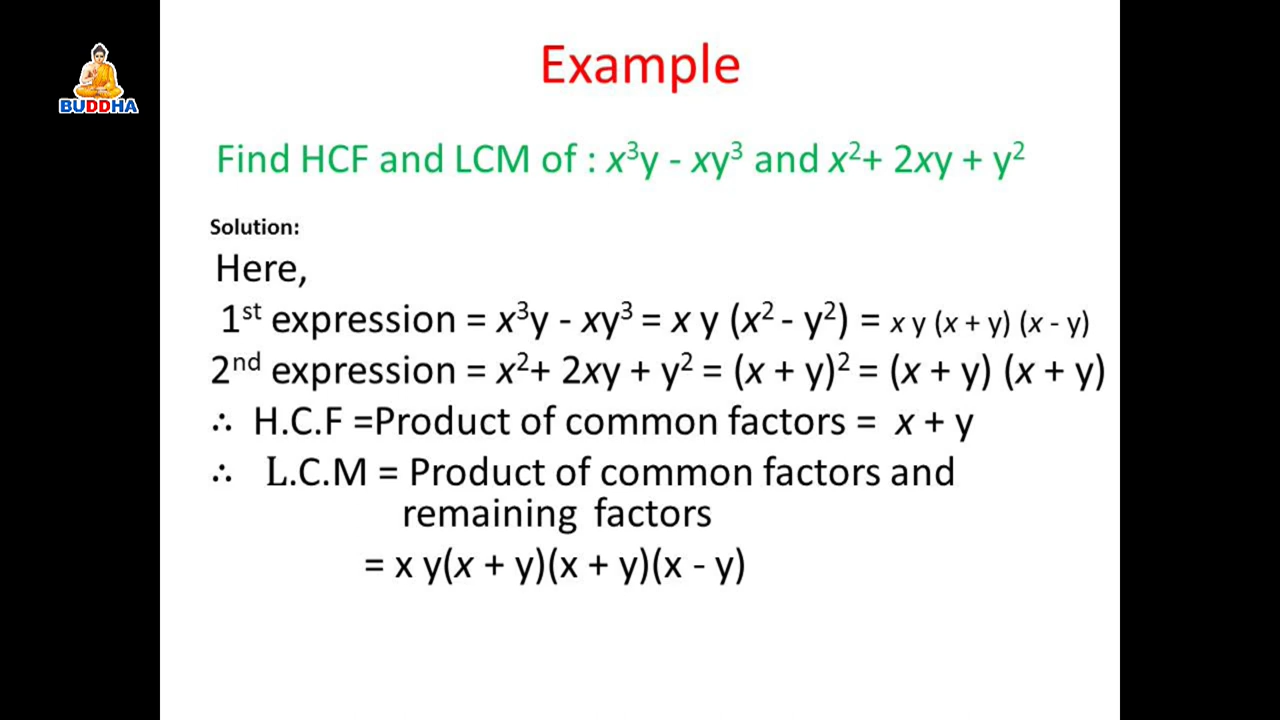 BUDDHA
Example
Find HCF and LCM of : x³y - xy³ and x²+ 2xy + y²
Solution:
Here,
1ˢᵗ expression = x³y - xy³ = x y (x² - y²) = x y (x + y) (x - y)
2ⁿᵈ expression = x²+ 2xy + y² = (x + y)² = (x + y) (x + y)
∴ H.C.F =Product of common factors = x + y
∴ L.C.M = Product of common factors and
remaining factors
= x y(x + y)(x + y)(x - y)